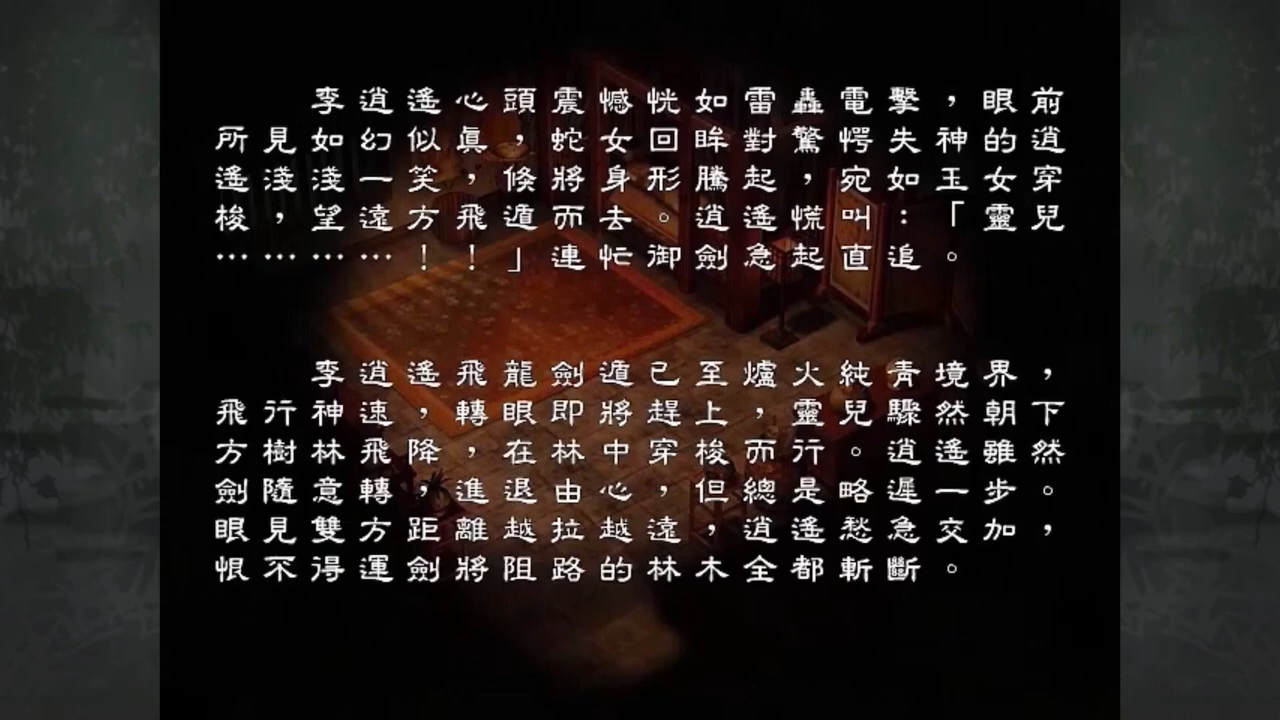 李逍遙心頭震憾恍如雷轟電擊，眼前
所見如幻似真，蛇女回眸對驚愕失神的逍
遙淺淺一笑，倏將身形騰起，宛如玉女穿
梭，望遠方飛遁而去。逍遙慌叫：「靈兒
…………！！」連忙御劍急起直追。
李逍遙飛龍劍遁已至爐火純青境界，
飛行神速，轉眼即將趕上，靈兒驟然朝下
方樹林飛降，在林中穿梭而行。逍遙雖然
劍隨意轉，進退由心，但總是略遲一步。
眼見雙方距離越拉越遠，逍遙愁急交加，
恨不得運劍將阻路的林木全都斬斷。